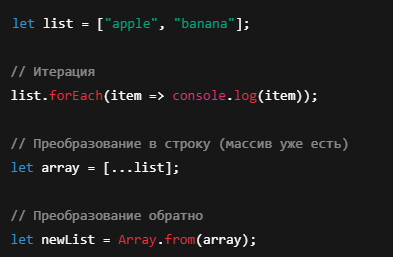 let list = ["apple", "banana"];
// Итерация
list.forEach(item => console.log(item));
// Преобразование в строку (массив уже есть)
let array = [...list];
// Преобразование обратно
let newList = Array.from(array);